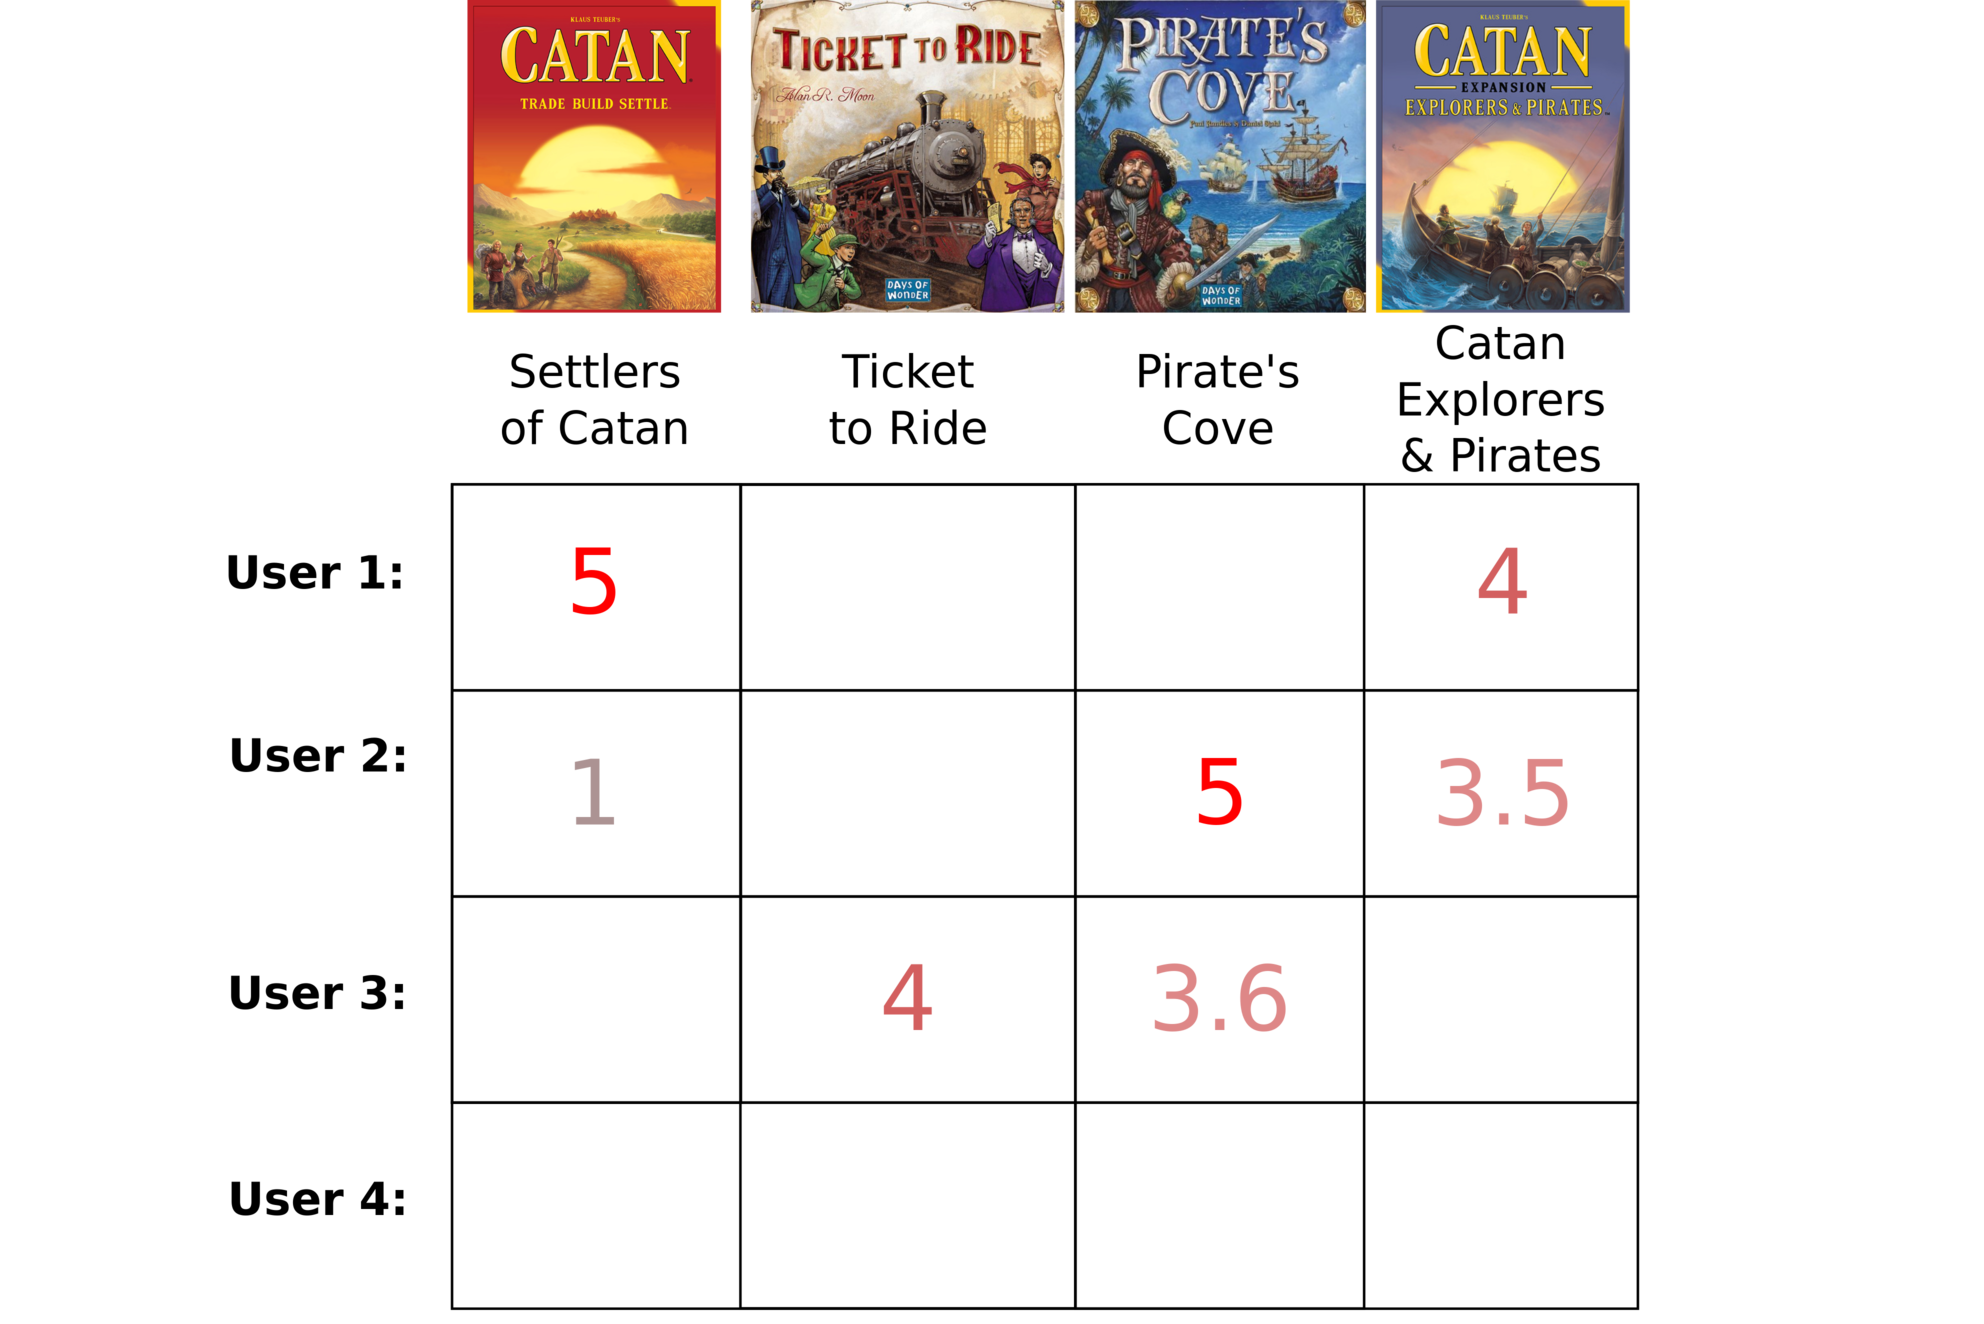 KLAUS TEUBER'S
CATAN
TRADE BUILD SETTLE
TICKET TO RIDE
Alan R. Moon
DAYS OF
WONDER
PIRATE'S
COVE
DAYS OF
WONDER
KLAUS TEUBER'S
CATAN
EXPANSION
EXPLORERS & PIRATES
Settlers
of Catan
Ticket
to Ride
Pirate's
Cove
Catan
Explorers
& Pirates
User 1: 5 4
User 2: 1 5 3.5
User 3: 4 3.6
User 4: